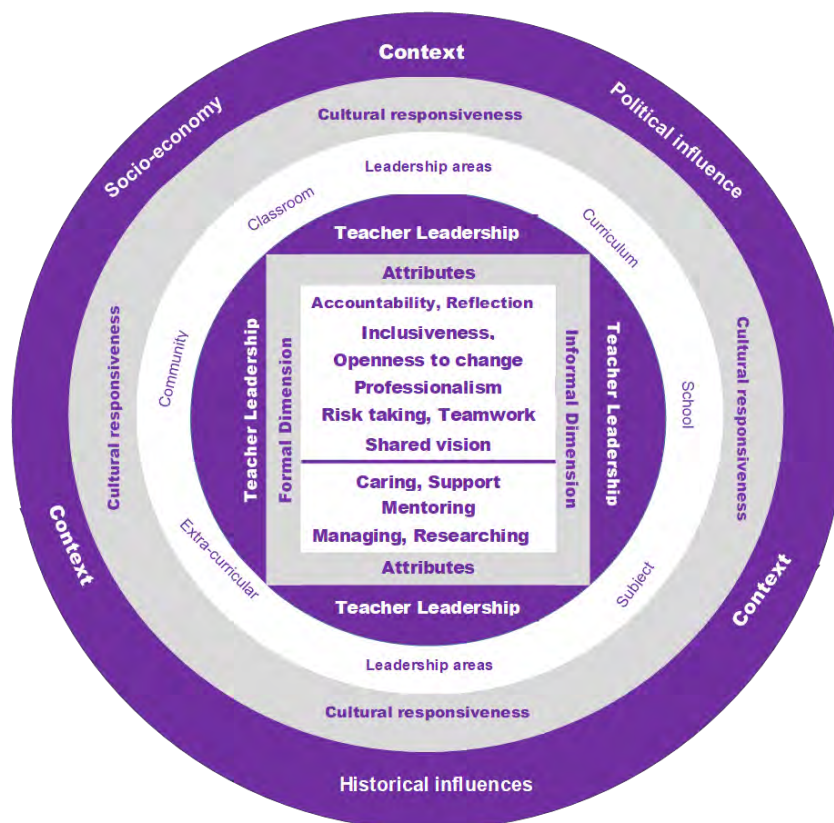 Context
Socio-economy
Political influence
Cultural responsiveness
Leadership areas
Classroom
Curriculum
Teacher Leadership
Attributes
Accountability, Reflection
Inclusiveness,
Openness to change
Professionalism
Risk taking, Teamwork
Shared vision
Caring, Support
Mentoring
Managing, Researching
Attributes
Formal Dimension
Informal Dimension
Teacher Leadership
Teacher Leadership
Community
School
Cultural responsiveness
Cultural responsiveness
Extra-curricular
Subject
Context
Context
Teacher Leadership
Leadership areas
Cultural responsiveness
Historical influences